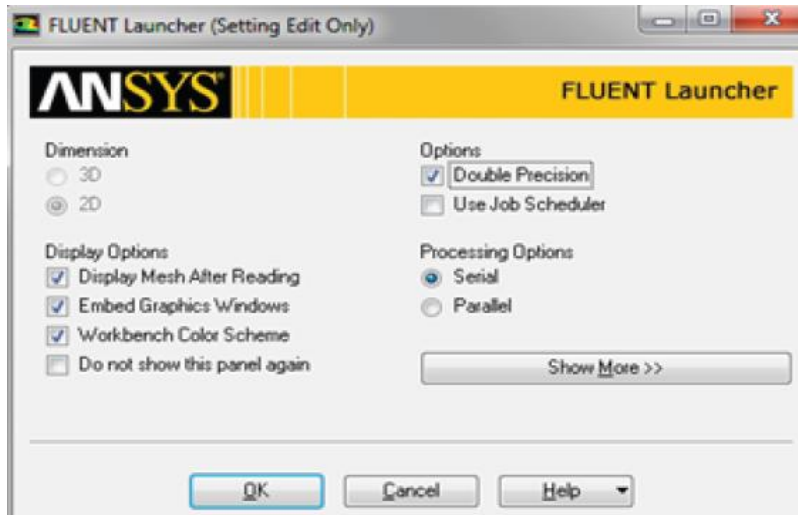 FLUENT Launcher (Setting Edit Only)
ANSYS
FLUENT Launcher
Dimension
3D
2D
Options
Double Precision
Use Job Scheduler
Display Options
Display Mesh After Reading
Embed Graphics Windows
Workbench Color Scheme
Do not show this panel again
Processing Options
Serial
Parallel
Show More >>
OK
Cancel
Help